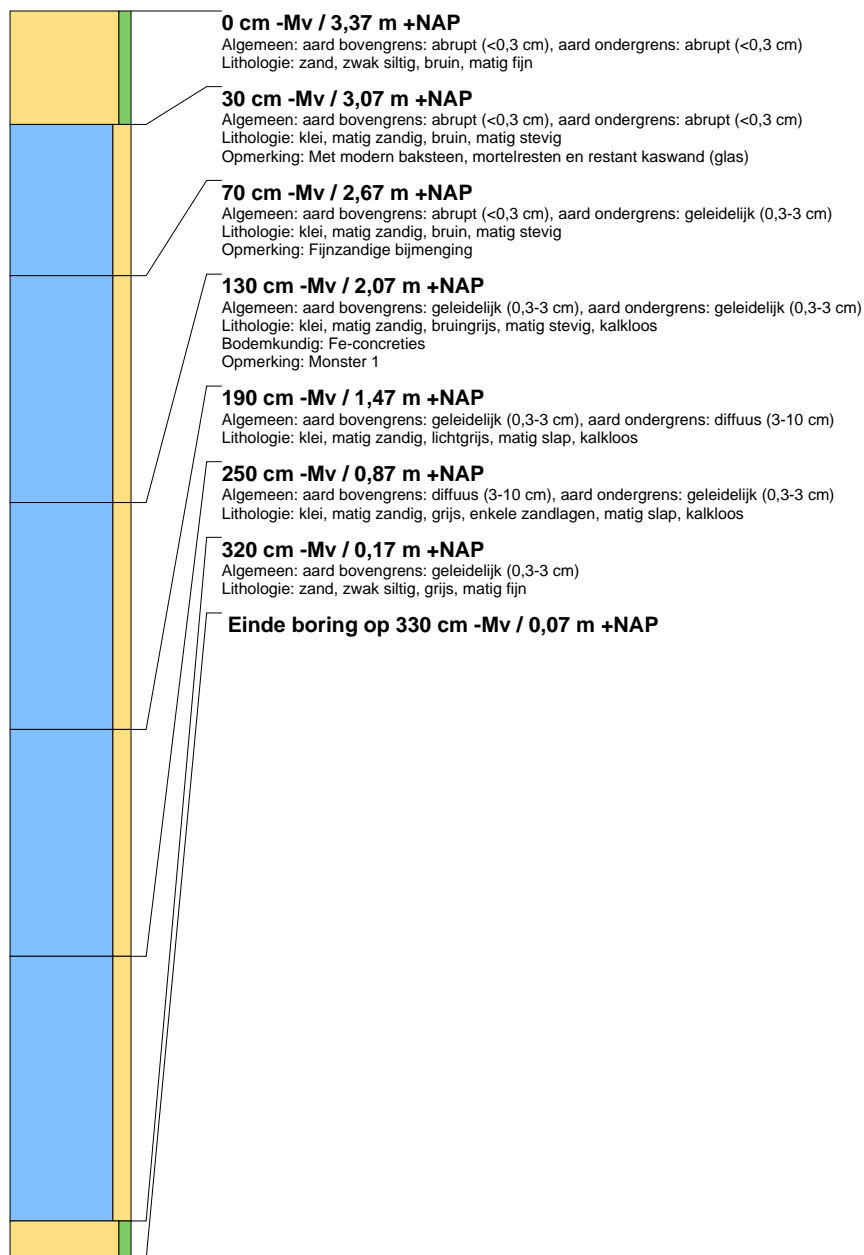 0 cm -Mv / 3,37 m +NAP
Algemeen: aard bovengrens: abrupt (<0,3 cm), aard ondergrens: abrupt (<0,3 cm)
Lithologie: zand, zwak siltig, bruin, matig fijn
30 cm -Mv / 3,07 m +NAP
Algemeen: aard bovengrens: abrupt (<0,3 cm), aard ondergrens: abrupt (<0,3 cm)
Lithologie: klei, matig zandig, bruin, matig stevig
Opmerking: Met modern baksteen, mortelresten en restant kaswand (glas)
70 cm -Mv / 2,67 m +NAP
Algemeen: aard bovengrens: abrupt (<0,3 cm), aard ondergrens: geleidelijk (0,3-3 cm)
Lithologie: klei, matig zandig, bruin, matig stevig
Opmerking: Fijnzandige bijmenging
130 cm -Mv / 2,07 m +NAP
Algemeen: aard bovengrens: geleidelijk (0,3-3 cm), aard ondergrens: geleidelijk (0,3-3 cm)
Lithologie: klei, matig zandig, bruingrijs, matig stevig, kalkloos
Bodemkundig: Fe-concreties
Opmerking: Monster 1
190 cm -Mv / 1,47 m +NAP
Algemeen: aard bovengrens: geleidelijk (0,3-3 cm), aard ondergrens: diffuus (3-10 cm)
Lithologie: klei, matig zandig, lichtgrijs, matig slap, kalkloos
250 cm -Mv / 0,87 m +NAP
Algemeen: aard bovengrens: diffuus (3-10 cm), aard ondergrens: geleidelijk (0,3-3 cm)
Lithologie: klei, matig zandig, grijs, enkele zandlagen, matig slap, kalkloos
320 cm -Mv / 0,17 m +NAP
Algemeen: aard bovengrens: geleidelijk (0,3-3 cm)
Lithologie: zand, zwak siltig, grijs, matig fijn
Einde boring op 330 cm -Mv / 0,07 m +NAP